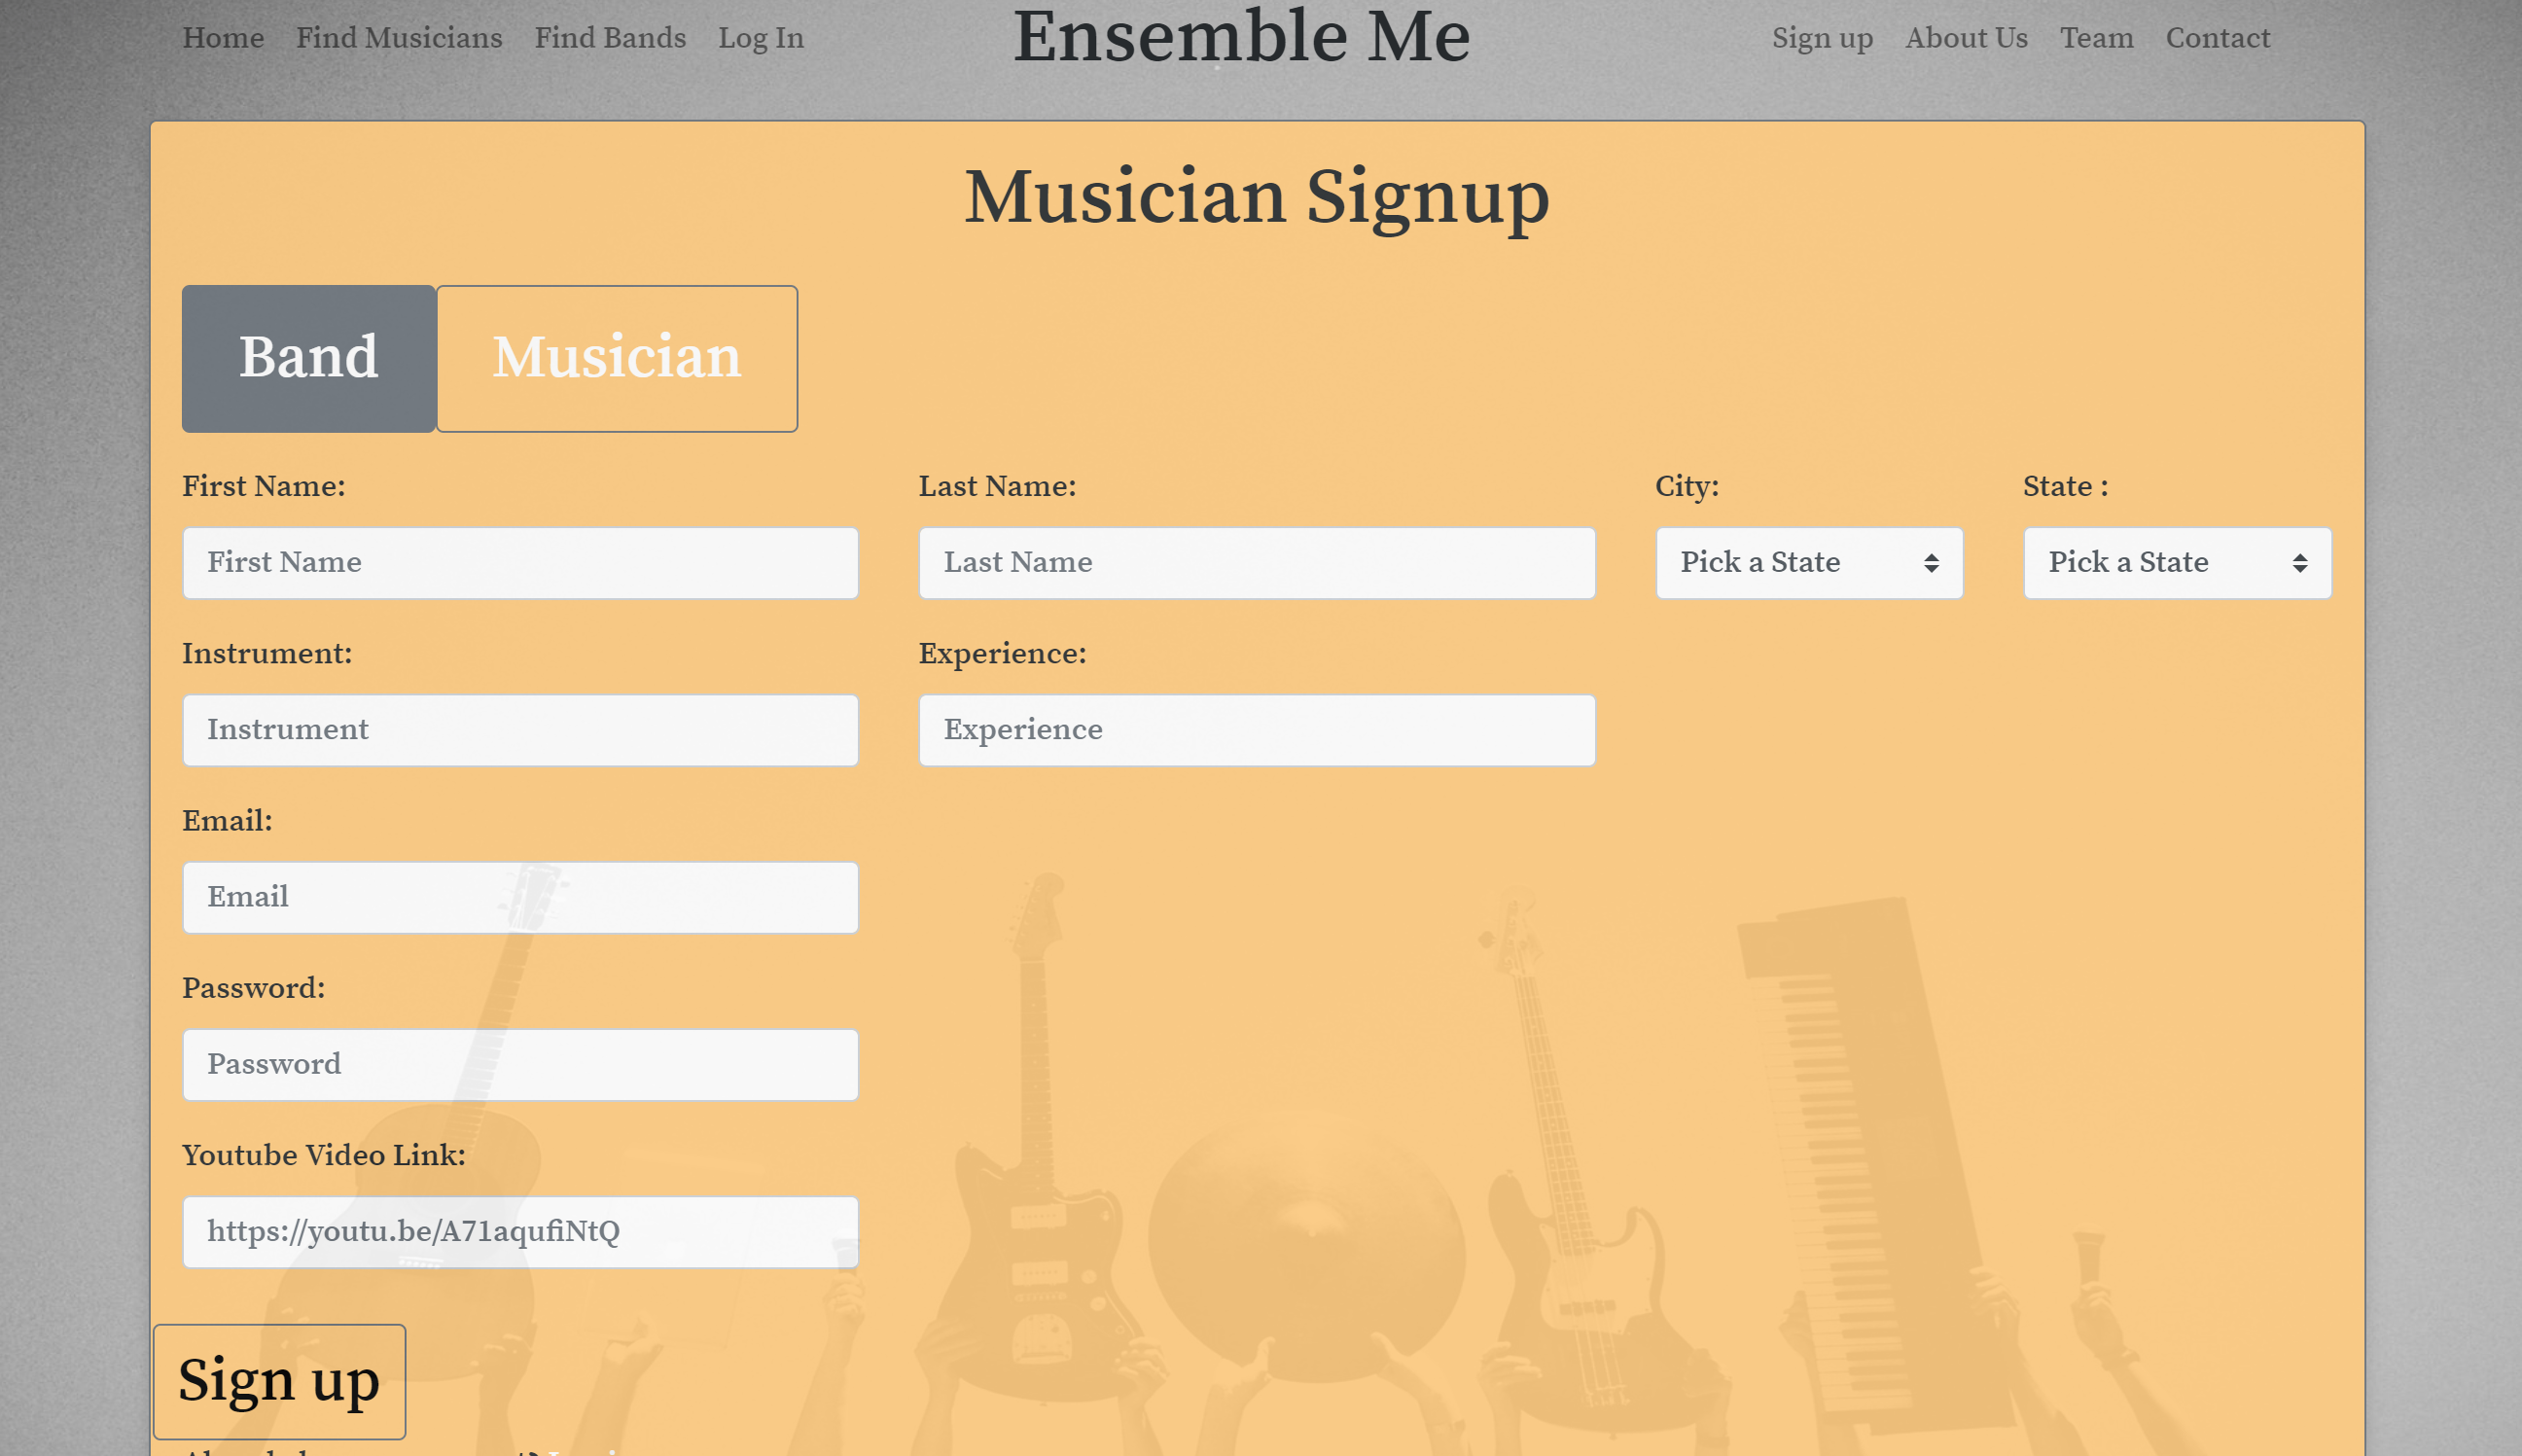 Home Find Musicians Find Bands Log In Ensemble Me Sign up About Us Team Contact
Musician Signup
Band Musician
First Name: Last Name: City: State :
First Name Last Name Pick a State Pick a State
Instrument: Experience:
Instrument Experience
Email:
Email
Password:
Password
Youtube Video Link:
https://youtu.be/A71aqufiNtQ
Sign up